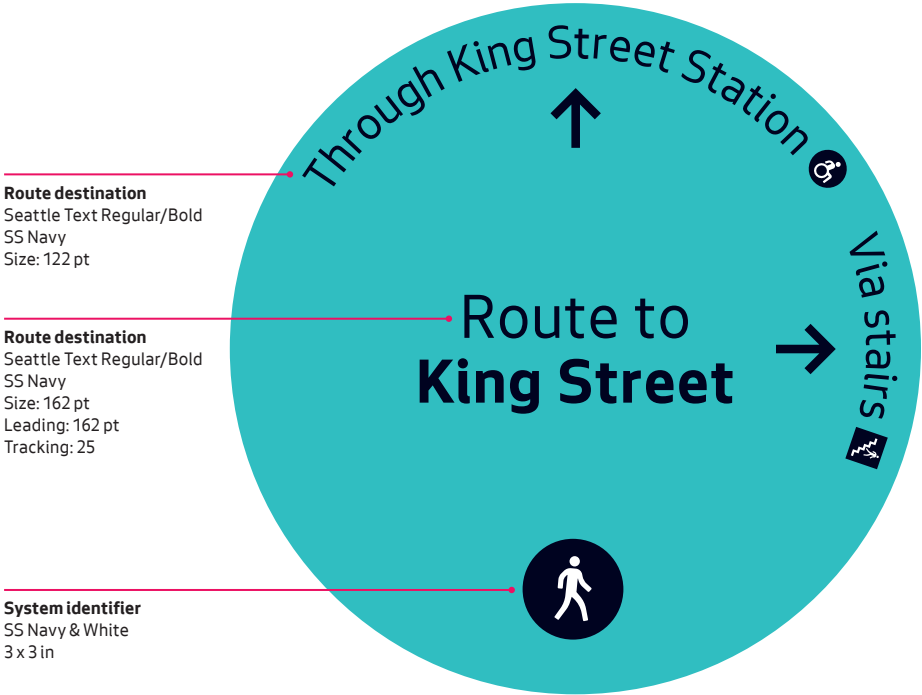 Through King Street Station
Route destination
Seattle Text Regular/Bold
SS Navy
Size: 122 pt
Via stairs
Route to
King Street
Route destination
Seattle Text Regular/Bold
SS Navy
Size: 162 pt
Leading: 162 pt
Tracking: 25
System identifier
SS Navy & White
3 x 3 in